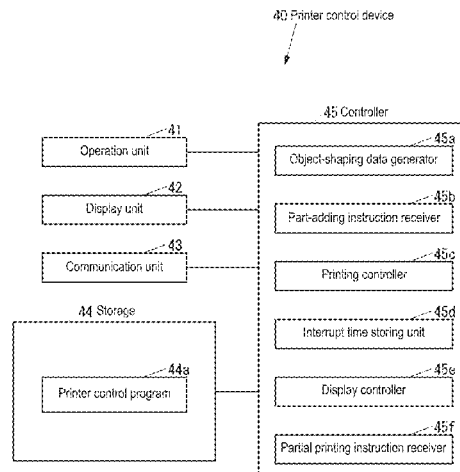 40 Printer control device
41
Operation unit
42
Display unit
43
Communication unit
44 Storage
44a
Printer control program
45 Controller
45a
Object-shaping data generator
45b
Part-adding instruction receiver
45c
Printing controller
45d
Interrupt time storing unit
45e
Display controller
45f
Partial printing instruction receiver